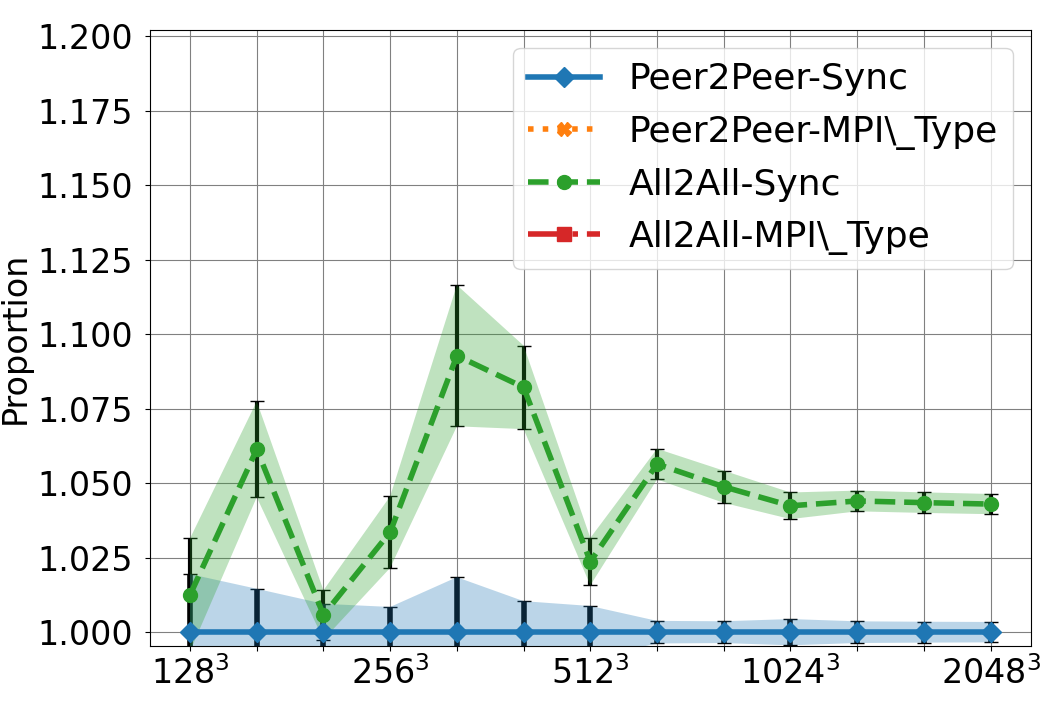 1.200
1.175
1.150
1.125
1.100
1.075
1.050
1.025
1.000
Proportion
Peer2Peer-Sync
Peer2Peer-MPI\_Type
All2All-Sync
All2All-MPI\_Type
128³ 256³ 512³ 1024³ 2048³